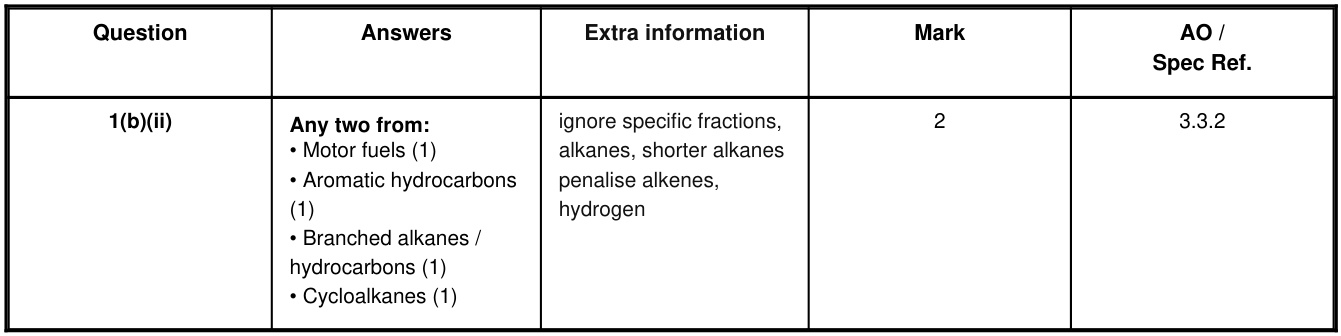 Question
Answers
Extra information
Mark
AO /
Spec Ref.
1(b)(ii)
Any two from:
• Motor fuels (1)
• Aromatic hydrocarbons
(1)
• Branched alkanes /
hydrocarbons (1)
• Cycloalkanes (1)
ignore specific fractions,
alkanes, shorter alkanes
penalise alkenes,
hydrogen
2
3.3.2